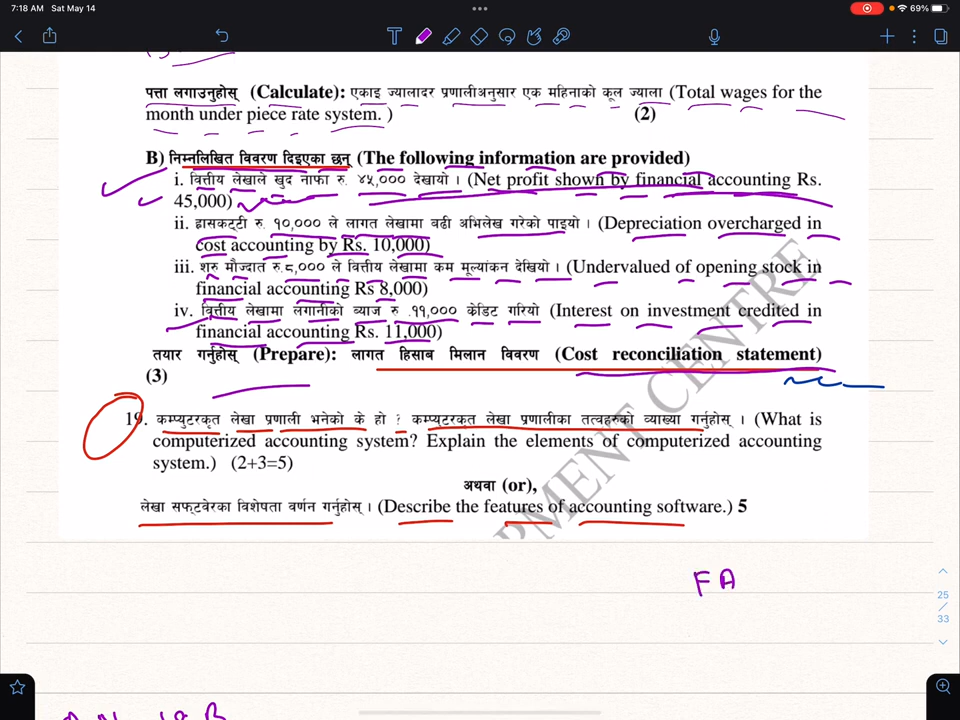 7:18 AM Sat May 14
69%
पत्ता लगाउनुहोस् (Calculate): एकाइ ज्यालादर प्रणालीअनुसार एक महिनाको कूल ज्याला (Total wages for the
month under piece rate system. ) (2)
B) निम्नलिखित विवरण दिइएका छन् (The following information are provided)
i. वित्तीय लेखाले खुद नाफा रु. ४५,००० देखायो । (Net profit shown by financial accounting Rs.
45,000)
ii. ह्रासकट्टी रु. १०,००० ले लागत लेखामा बढी अभिलेख गरेको पाइयो । (Depreciation overcharged in
cost accounting by Rs. 10,000)
iii. शुरु मौज्दात रु.८,००० ले वित्तीय लेखामा कम मूल्यांकन देखियो । (Undervalued of opening stock in
financial accounting Rs 8,000)
iv. वित्तीय लेखामा लगानीको व्याज रु .११,००० क्रेडिट गरियो (Interest on investment credited in
financial accounting Rs. 11,000)
तयार गर्नुहोस् (Prepare): लागत हिसाब मिलान विवरण (Cost reconciliation statement)
(3)
19. कम्प्युटरकृत लेखा प्रणाली भनेको के हो ? कम्प्युटरकृत लेखा प्रणालीका तत्वहरुको व्याख्या गर्नुहोस् । (What is
computerized accounting system? Explain the elements of computerized accounting
system.) (2+3=5)
अथवा (or),
लेखा सफ्टवेरका विशेषता वर्णन गर्नुहोस् । (Describe the features of accounting software.) 5
PMENT CENTRE
F A
25
/
33